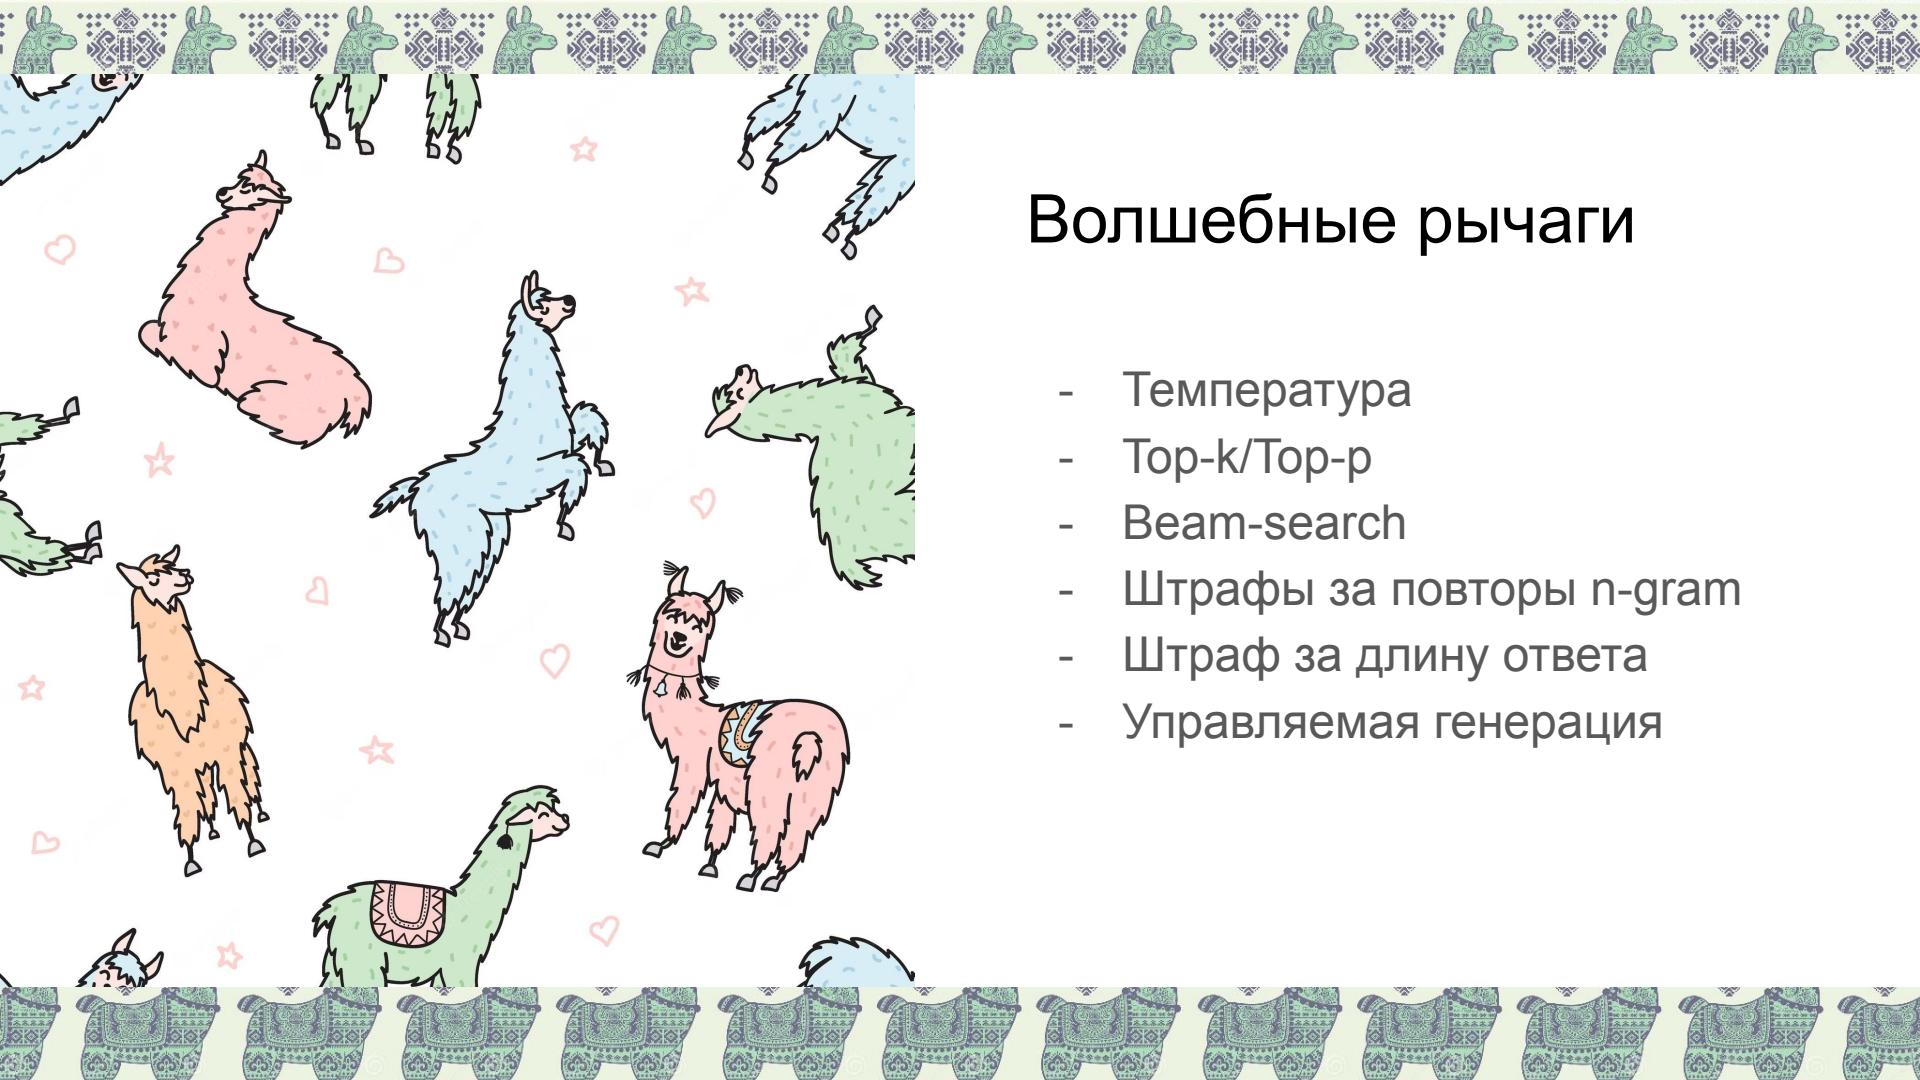 Волшебные рычаги
- Температура
- Top-k/Top-p
- Beam-search
- Штрафы за повторы n-gram
- Штраф за длину ответа
- Управляемая генерация